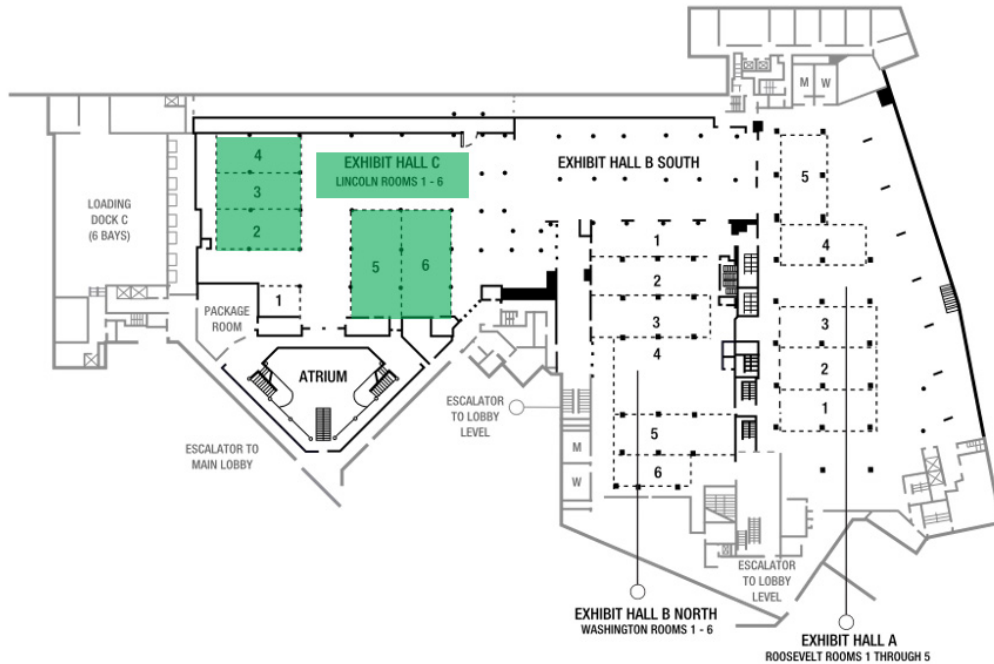 M
W
4
EXHIBIT HALL C
LINCOLN ROOMS 1 - 6
EXHIBIT HALL B SOUTH
5
3
LOADING
DOCK C
(6 BAYS)
2
1
4
5
6
2
1
PACKAGE
ROOM
3
3
4
2
ATRIUM
1
ESCALATOR
TO LOBBY
LEVEL
5
M
ESCALATOR TO
MAIN LOBBY
6
W
ESCALATOR
TO LOBBY
LEVEL
EXHIBIT HALL B NORTH
WASHINGTON ROOMS 1 - 6
EXHIBIT HALL A
ROOSEVELT ROOMS 1 THROUGH 5